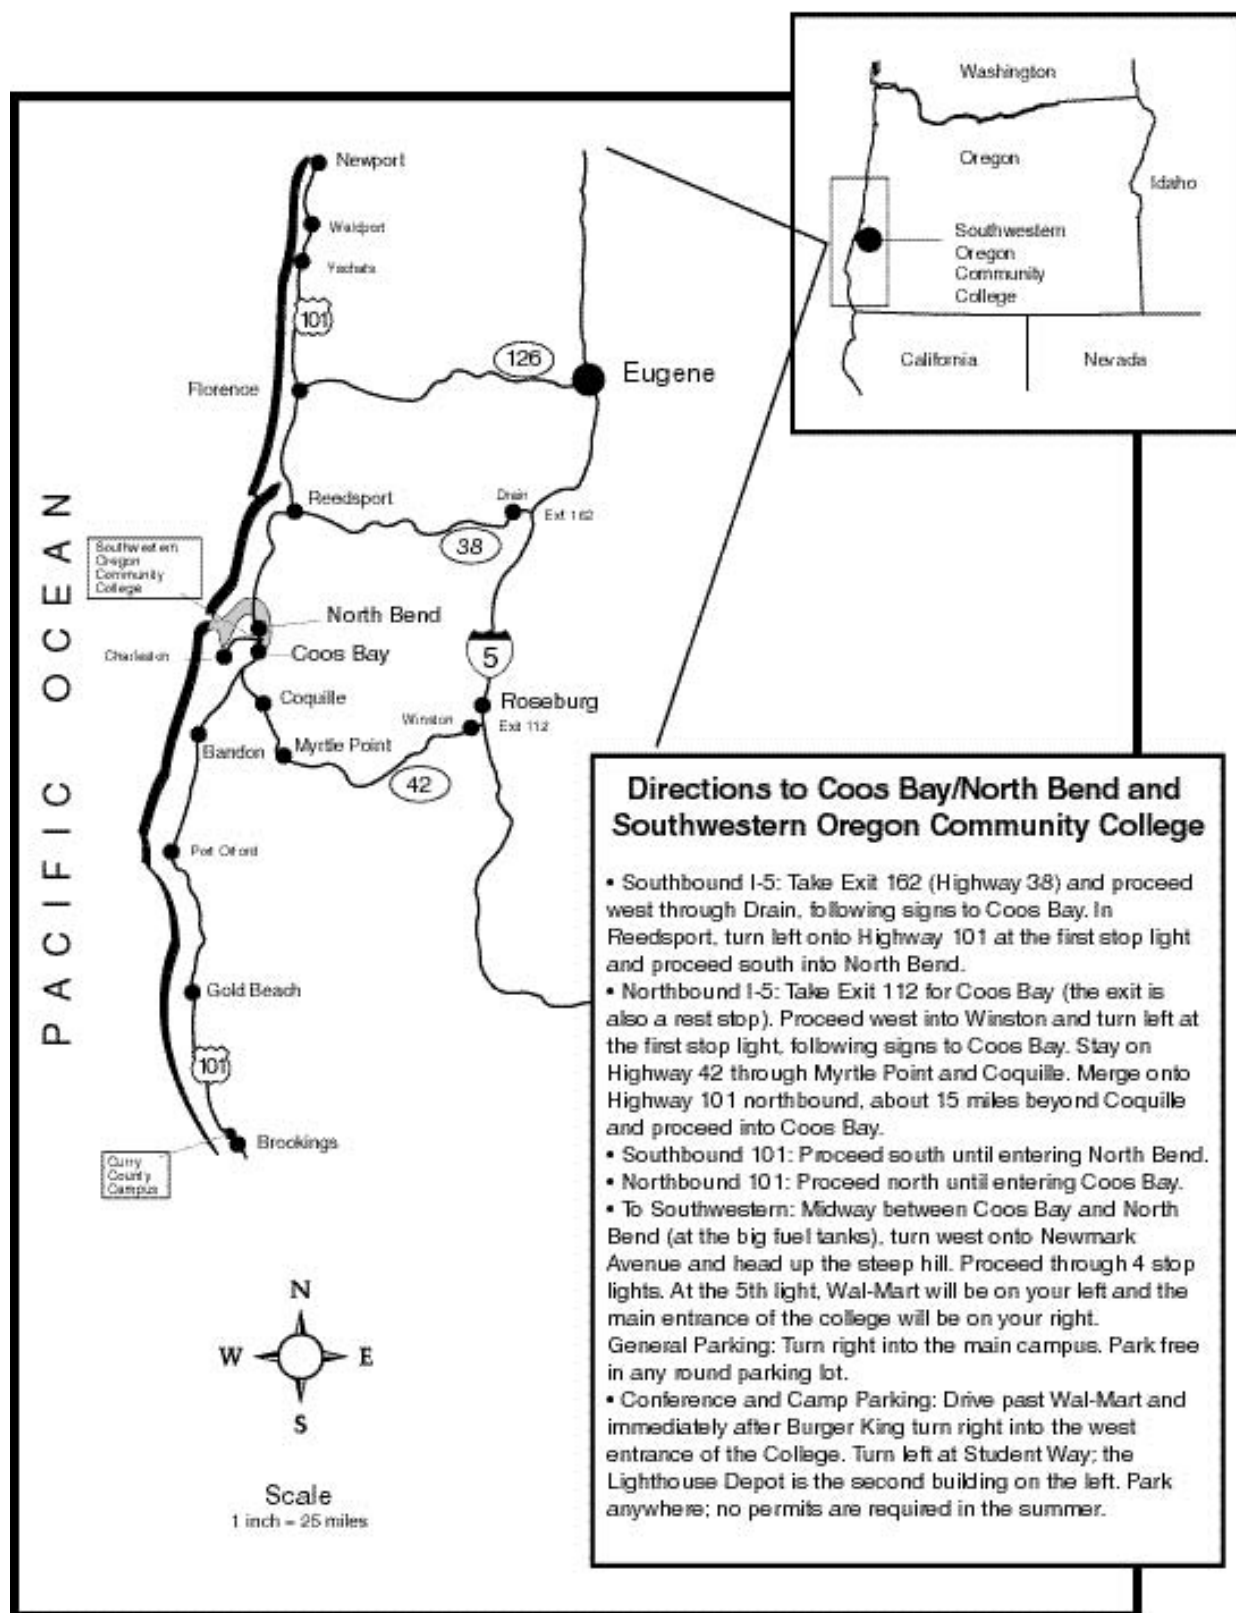 Washington
Oregon
Idaho
Southwestern
Oregon
Community
College
California
Nevada
Newport
Waldport
Yachats
101
126
Eugene
Florence
Reedsport
Drain
Exit 162
38
Southwestern
Oregon
Community
College
North Bend
Charleston
Coos Bay
5
Coquille
Roseburg
Winston
Exit 112
Bandon
Myrtle Point
42
PACIFIC OCEAN
Port Orford
Gold Beach
101
Brookings
Curry
County
Campus
Directions to Coos Bay/North Bend and
Southwestern Oregon Community College
• Southbound I-5: Take Exit 162 (Highway 38) and proceed
west through Drain, following signs to Coos Bay. In
Reedsport, turn left onto Highway 101 at the first stop light
and proceed south into North Bend.
• Northbound I-5: Take Exit 112 for Coos Bay (the exit is
also a rest stop). Proceed west into Winston and turn left at
the first stop light, following signs to Coos Bay. Stay on
Highway 42 through Myrtle Point and Coquille. Merge onto
Highway 101 northbound, about 15 miles beyond Coquille
and proceed into Coos Bay.
• Southbound 101: Proceed south until entering North Bend.
• Northbound 101: Proceed north until entering Coos Bay.
• To Southwestern: Midway between Coos Bay and North
Bend (at the big fuel tanks), turn west onto Newmark
Avenue and head up the steep hill. Proceed through 4 stop
lights. At the 5th light, Wal-Mart will be on your left and the
main entrance of the college will be on your right.
General Parking: Turn right into the main campus. Park free
in any round parking lot.
• Conference and Camp Parking: Drive past Wal-Mart and
immediately after Burger King turn right into the west
entrance of the College. Turn left at Student Way; the
Lighthouse Depot is the second building on the left. Park
anywhere; no permits are required in the summer.
N
W E
S
Scale
1 inch = 25 miles